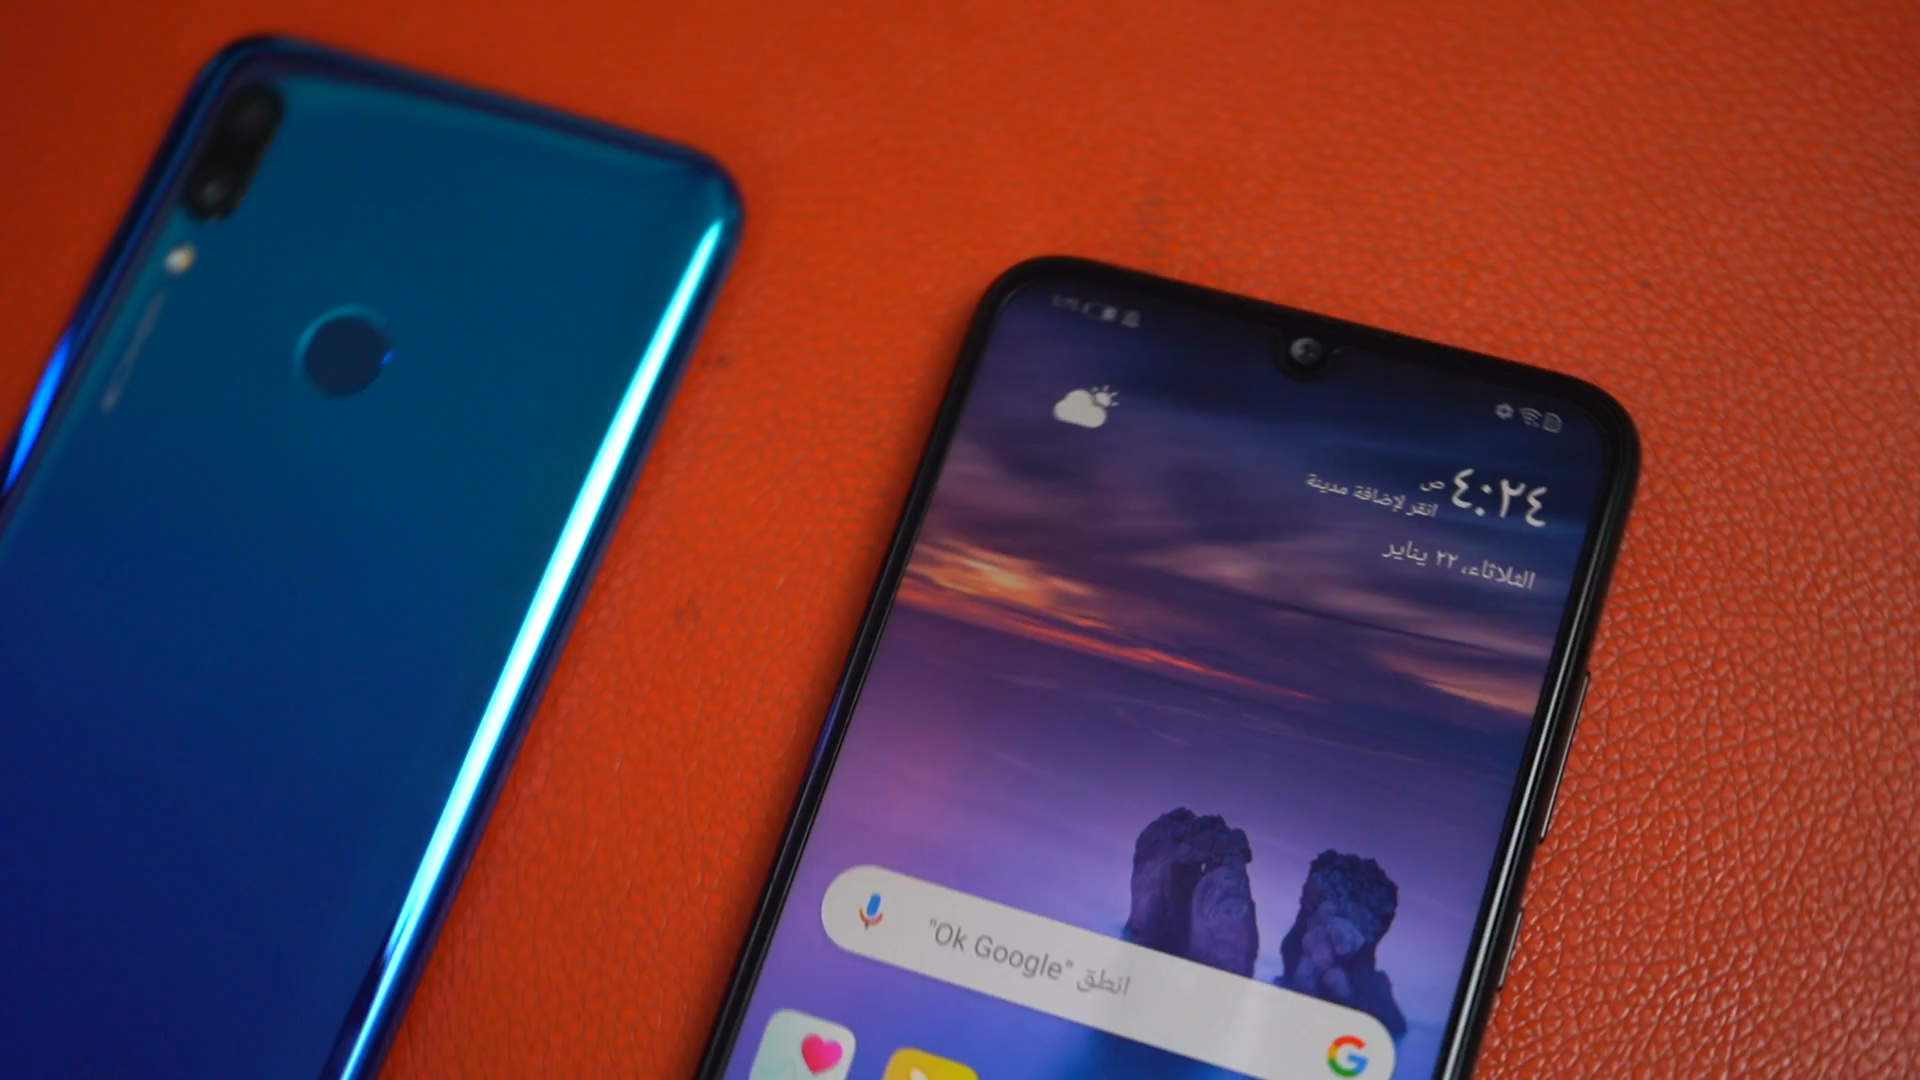 ٤:٢٤ ص
انقر لإضافة مدينة
الثلاثاء، ٢٢ يناير
انطق "Ok Google"